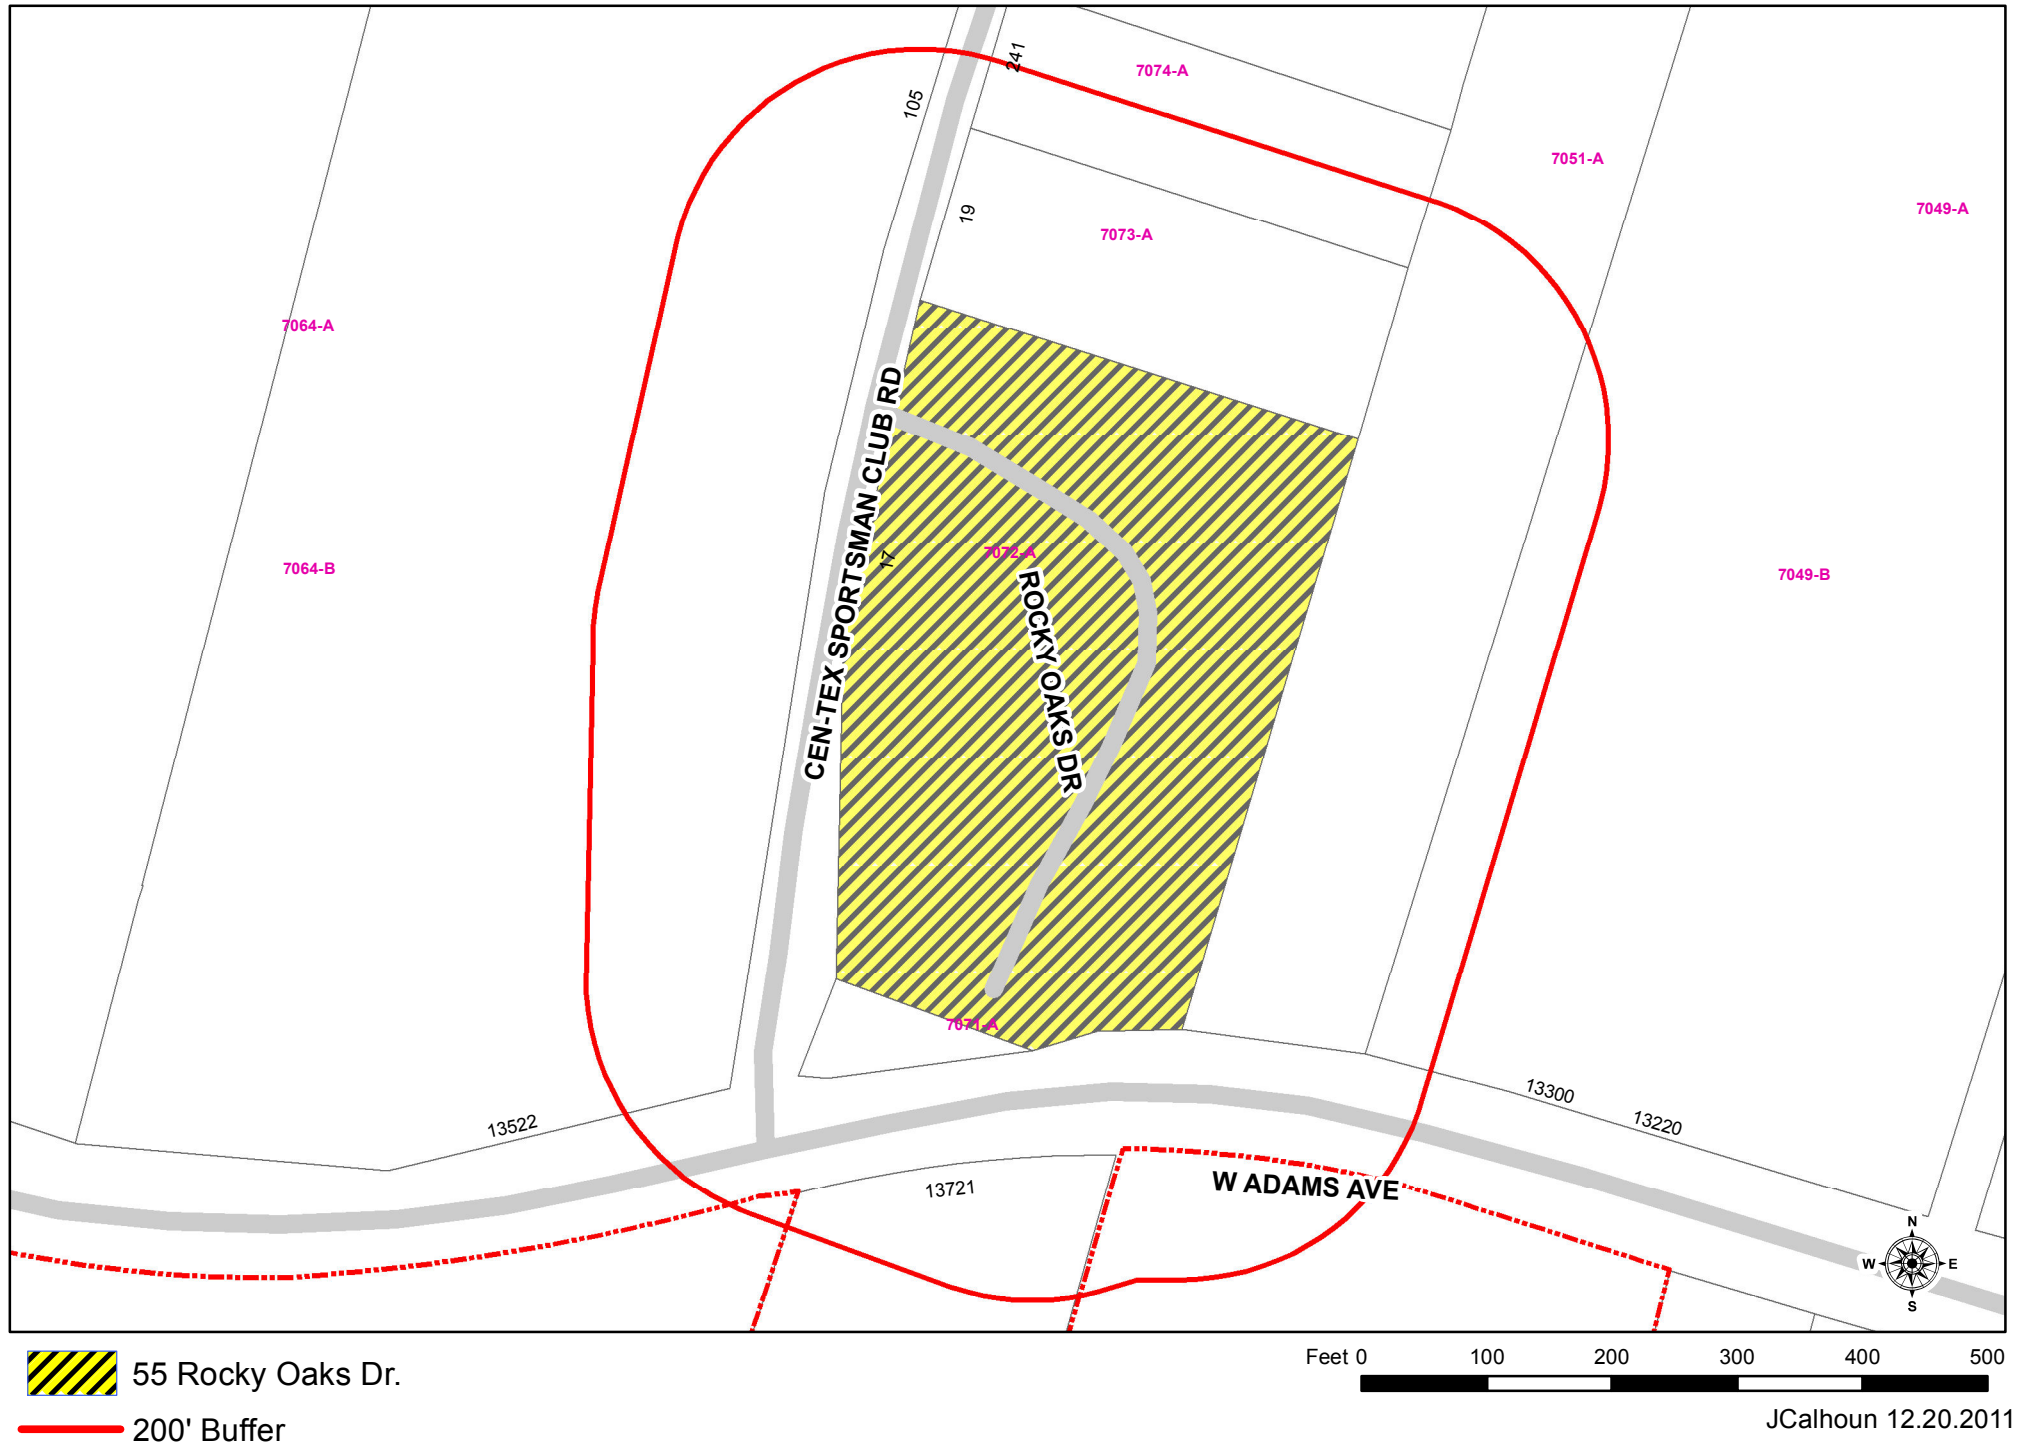 241
7074-A
105
7051-A
7049-A
19
7073-A
7064-A
CEN-TEX SPORTSMAN CLUB RD
17
7072-A
7064-B
7049-B
ROCKY OAKS DR
7071-A
13522
13300
13220
13721
W ADAMS AVE
N
W E
S
55 Rocky Oaks Dr.
200' Buffer
Feet 0 100 200 300 400 500
JCalhoun 12.20.2011